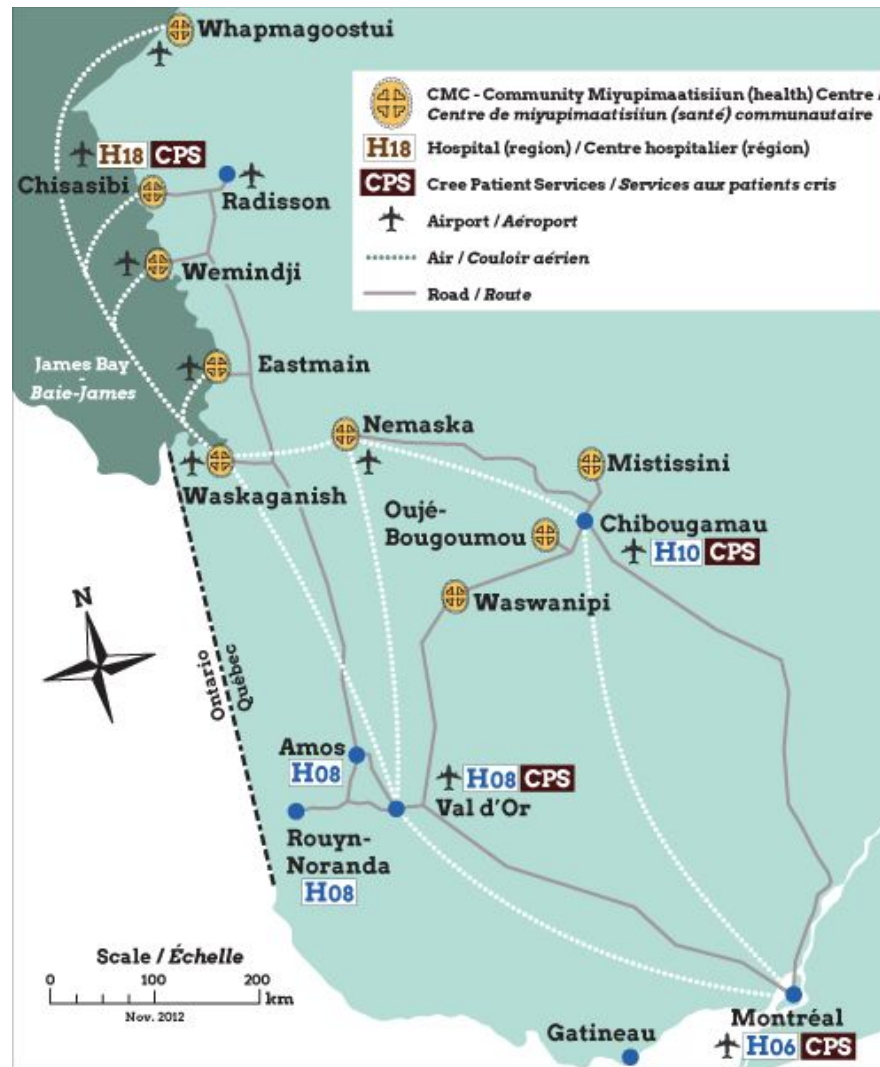 Whapmagoostui
CMC - Community Miyupimaatisiiun (health) Centre /
Centre de miyupimaatisiiun (santé) communautaire
H18 Hospital (region) / Centre hospitalier (région)
CPS Cree Patient Services / Services aux patients cris
Airport / Aéroport
Air / Couloir aérien
Road / Route
H18 CPS
Chisasibi
Radisson
Wemindji
James Bay
-
Baie-James
Eastmain
Nemaska
Waskaganish
Mistissini
Oujé-
Bougoumou
Chibougamau
H10 CPS
Waswanipi
N
Ontario
Québec
Amos
H08
H08 CPS
Val d'Or
Rouyn-
Noranda
H08
Scale / Échelle
0 100 200
km
Nov. 2012
Gatineau
Montréal
H06 CPS